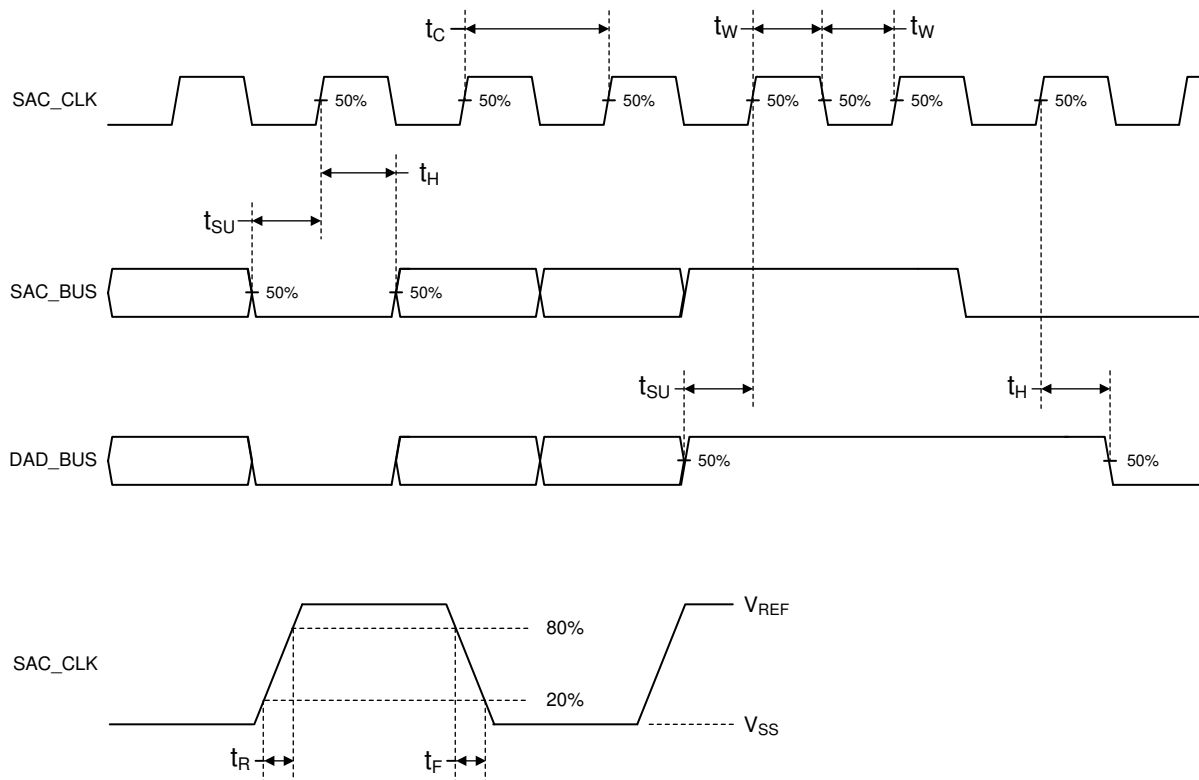 t_C
t_W
t_W
SAC_CLK
50%
50%
50%
50%
50%
50%
50%
t_H
t_SU
SAC_BUS
50%
50%
t_SU
t_H
DAD_BUS
50%
50%
V_REF
80%
SAC_CLK
20%
V_SS
t_R
t_F